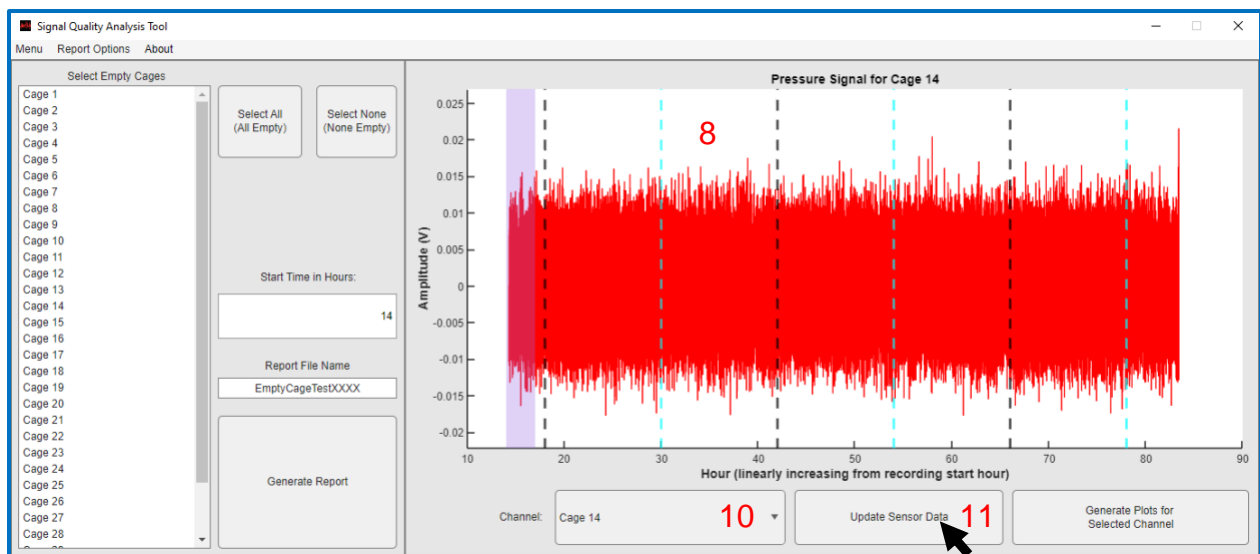 Signal Quality Analysis Tool
Menu Report Options About
Select Empty Cages
Cage 1
Cage 2
Cage 3
Cage 4
Cage 5
Cage 6
Cage 7
Cage 8
Cage 9
Cage 10
Cage 11
Cage 12
Cage 13
Cage 14
Cage 15
Cage 16
Cage 17
Cage 18
Cage 19
Cage 20
Cage 21
Cage 22
Cage 23
Cage 24
Cage 25
Cage 26
Cage 27
Cage 28
Select All
(All Empty)
Select None
(None Empty)
Start Time in Hours:
14
Report File Name
EmptyCageTestXXXX
Generate Report
Pressure Signal for Cage 14
8
Amplitude (V)
0.025
0.02
0.015
0.01
0.005
0
-0.005
-0.01
-0.015
-0.02
10 20 30 40 50 60 70 80 90
Hour (linearly increasing from recording start hour)
Channel: Cage 14 10
Update Sensor Data 11
Generate Plots for
Selected Channel